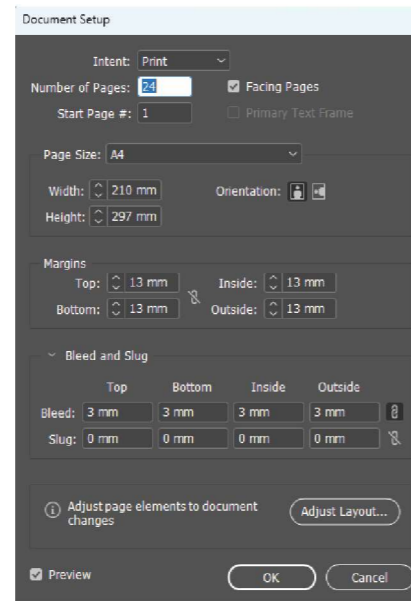 Document Setup
Intent: Print
Number of Pages: 24 Facing Pages
Start Page #: 1 Primary Text Frame
Page Size: A4
Width: 210 mm Orientation:
Height: 297 mm
Margins
Top: 13 mm Inside: 13 mm
Bottom: 13 mm Outside: 13 mm
Bleed and Slug
Top Bottom Inside Outside
Bleed: 3 mm 3 mm 3 mm 3 mm
Slug: 0 mm 0 mm 0 mm 0 mm
Adjust page elements to document Adjust Layout...
changes
Preview OK Cancel